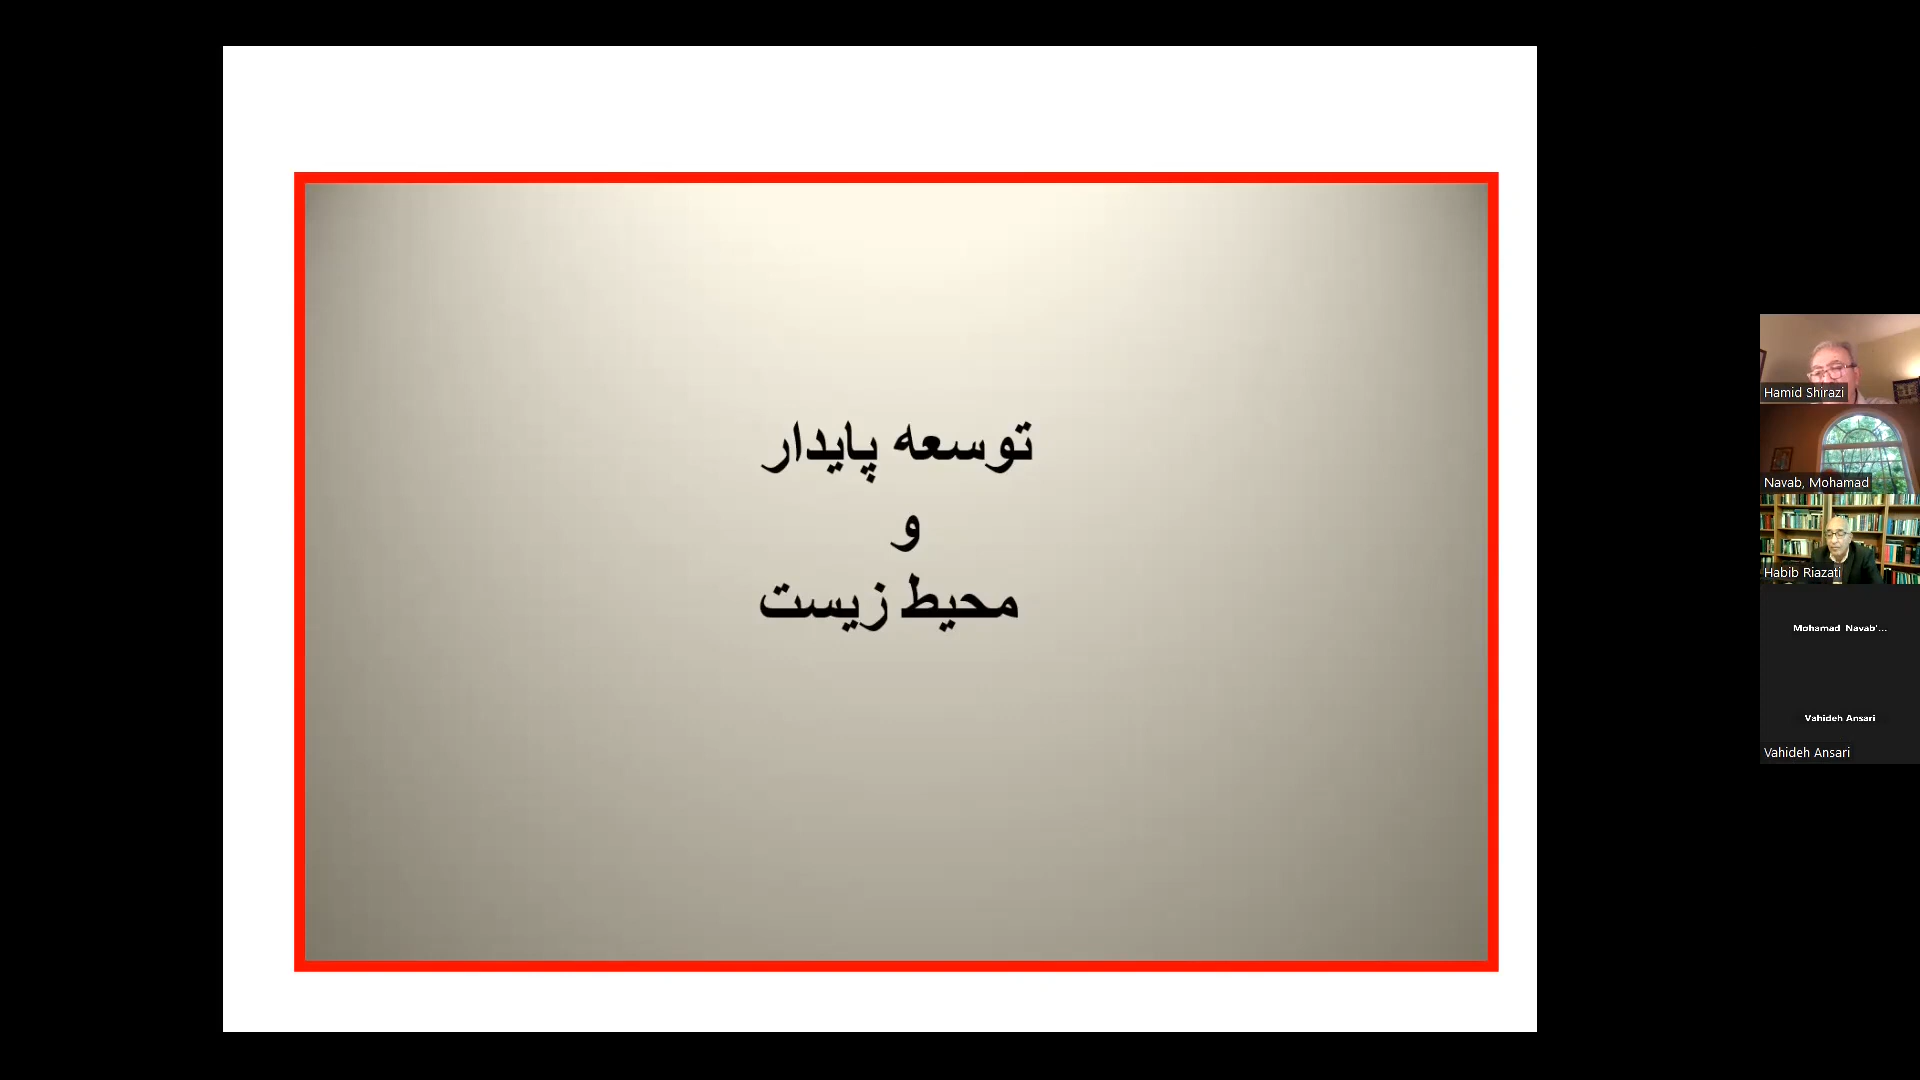 توسعه پایدار
و
محیط زیست
Hamid Shirazi
Navab, Mohamad
Habib Riazati
Mohamad Navab'...
Vahideh Ansari
Vahideh Ansari